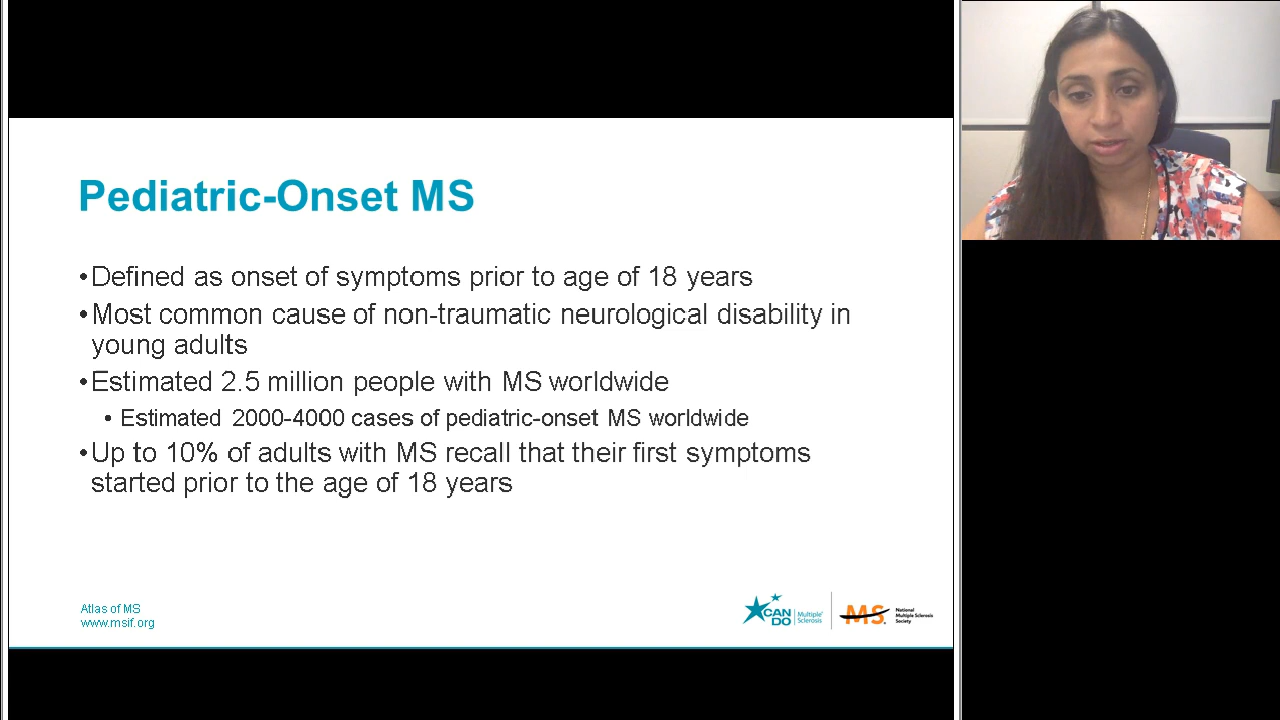 Pediatric-Onset MS
•Defined as onset of symptoms prior to age of 18 years
•Most common cause of non-traumatic neurological disability in
young adults
•Estimated 2.5 million people with MS worldwide
• Estimated 2000-4000 cases of pediatric-onset MS worldwide
•Up to 10% of adults with MS recall that their first symptoms
started prior to the age of 18 years
Atlas of MS
www.msif.org
CAN
DO
Multiple
Sclerosis
MS
National
Multiple Sclerosis
Society